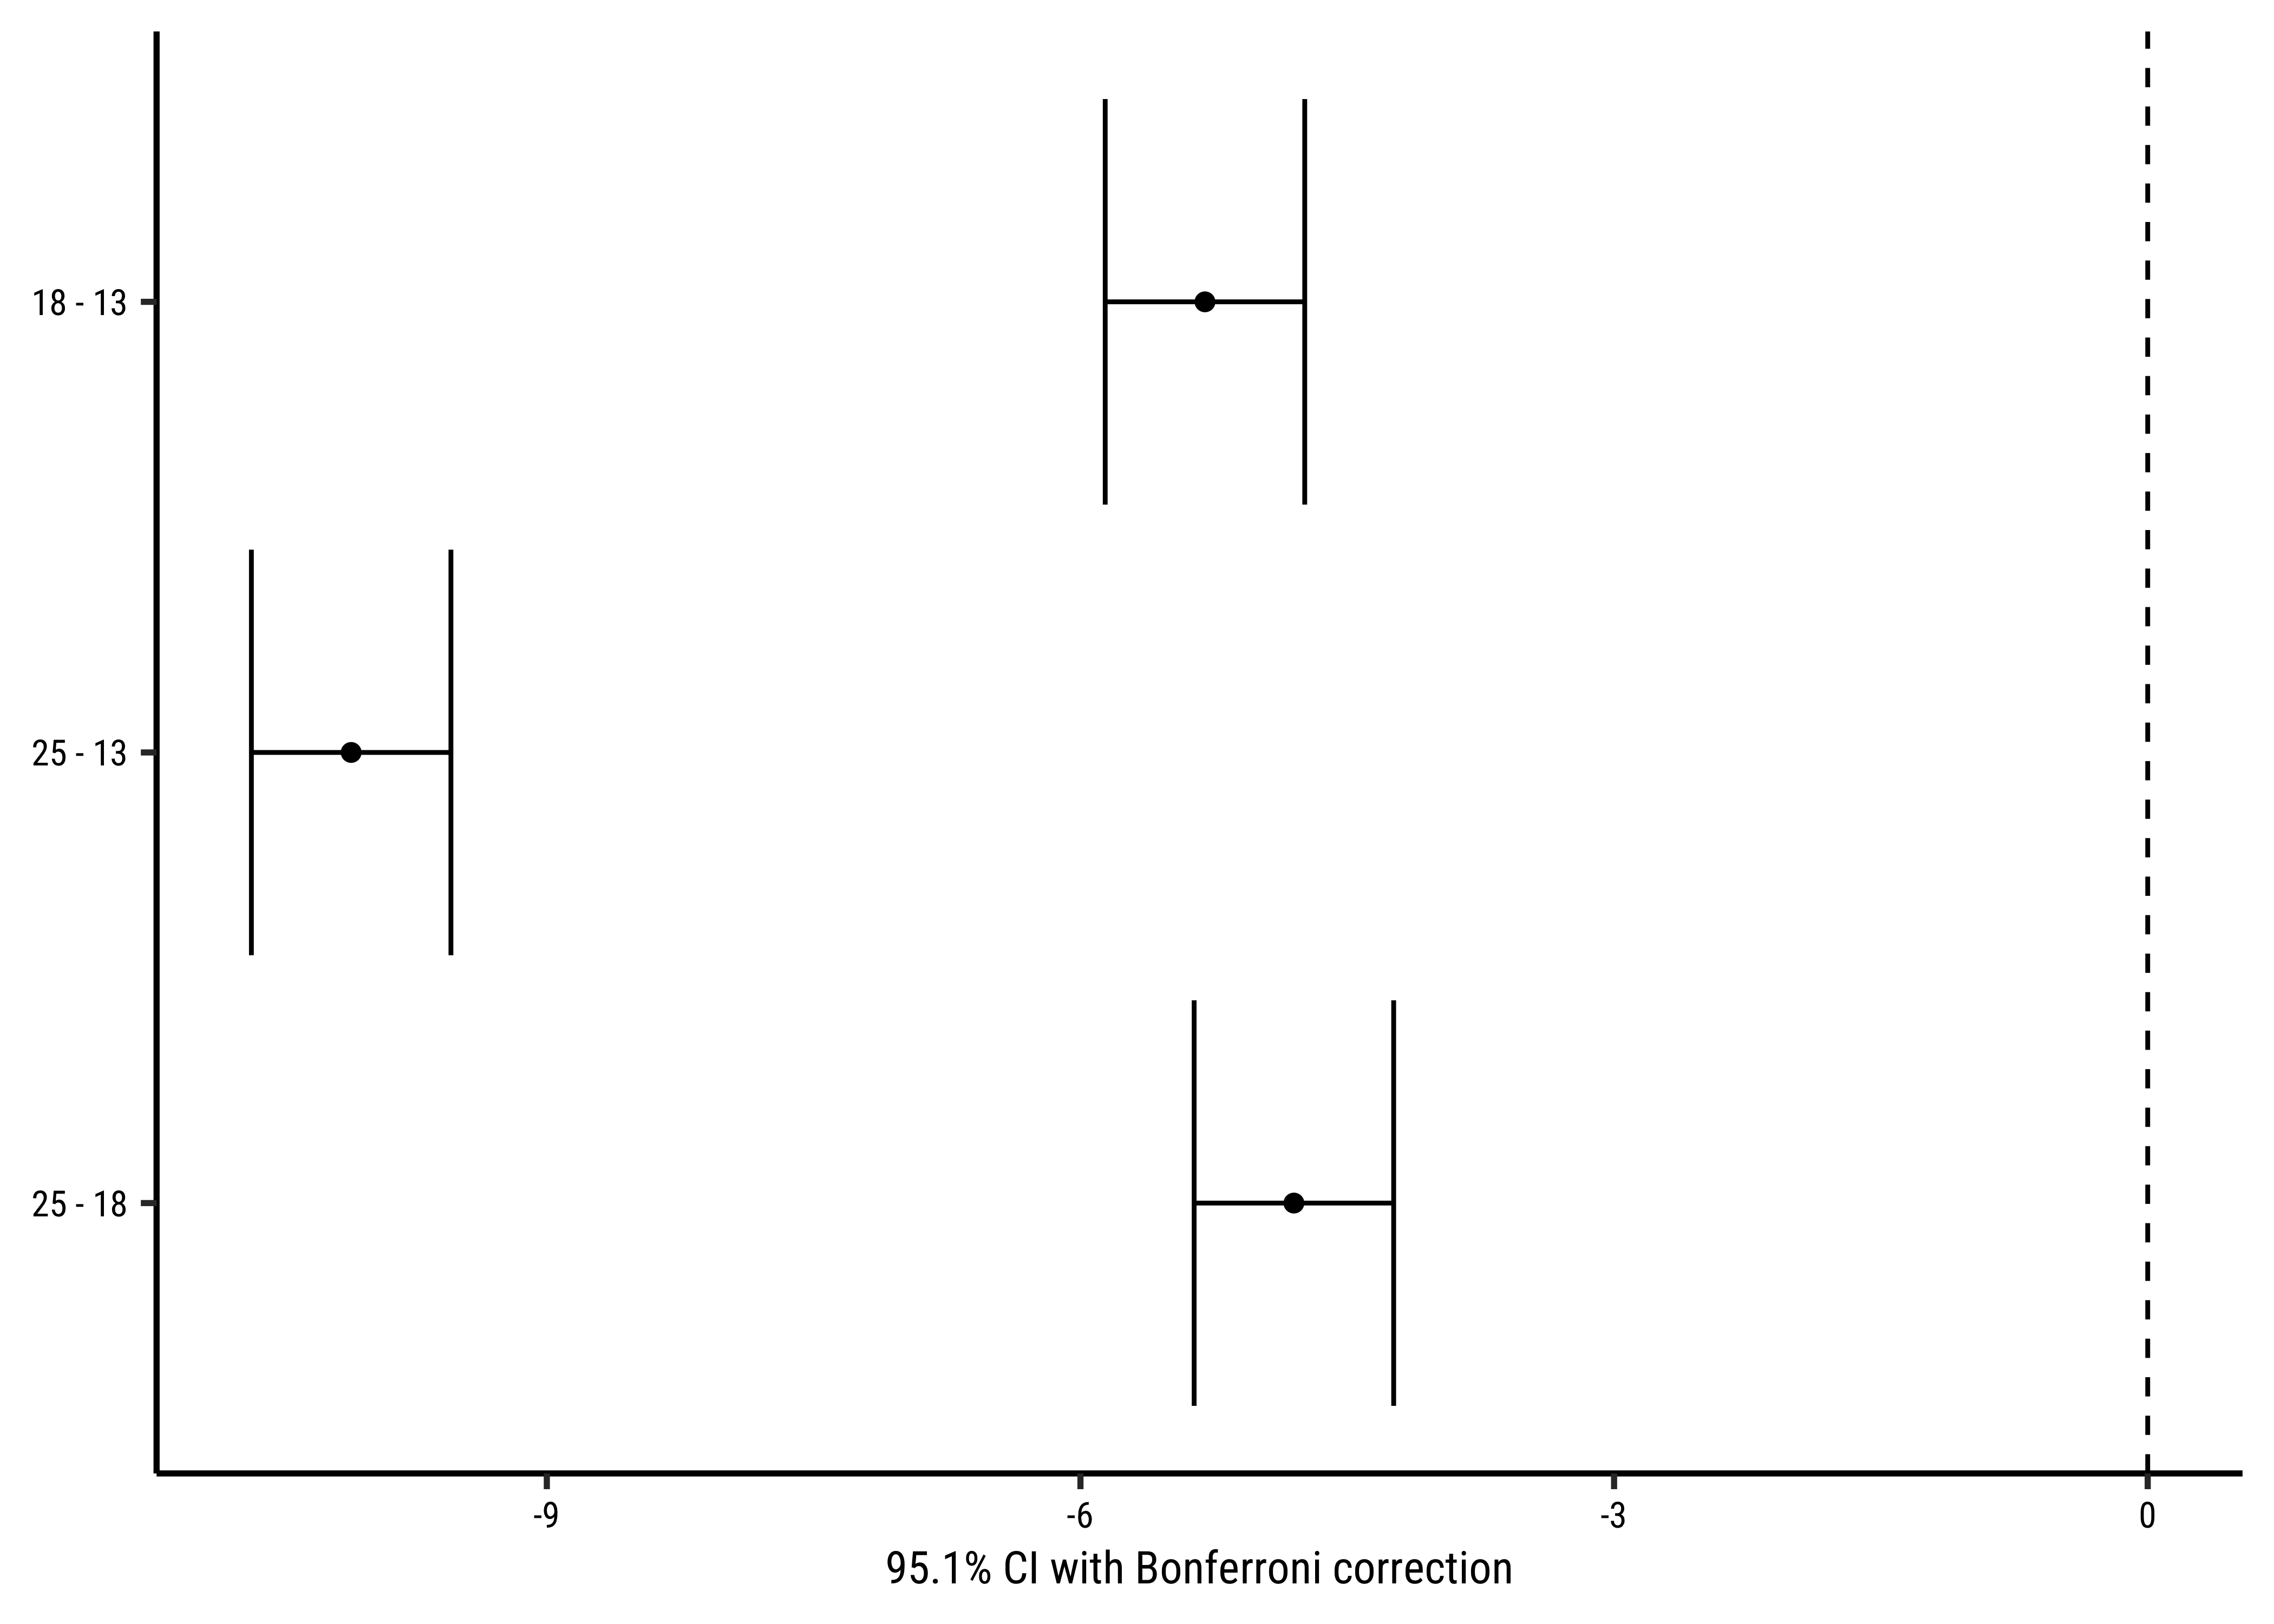 18 - 13
25 - 13
25 - 18
-9
-6
-3
0
95.1% CI with Bonferroni correction